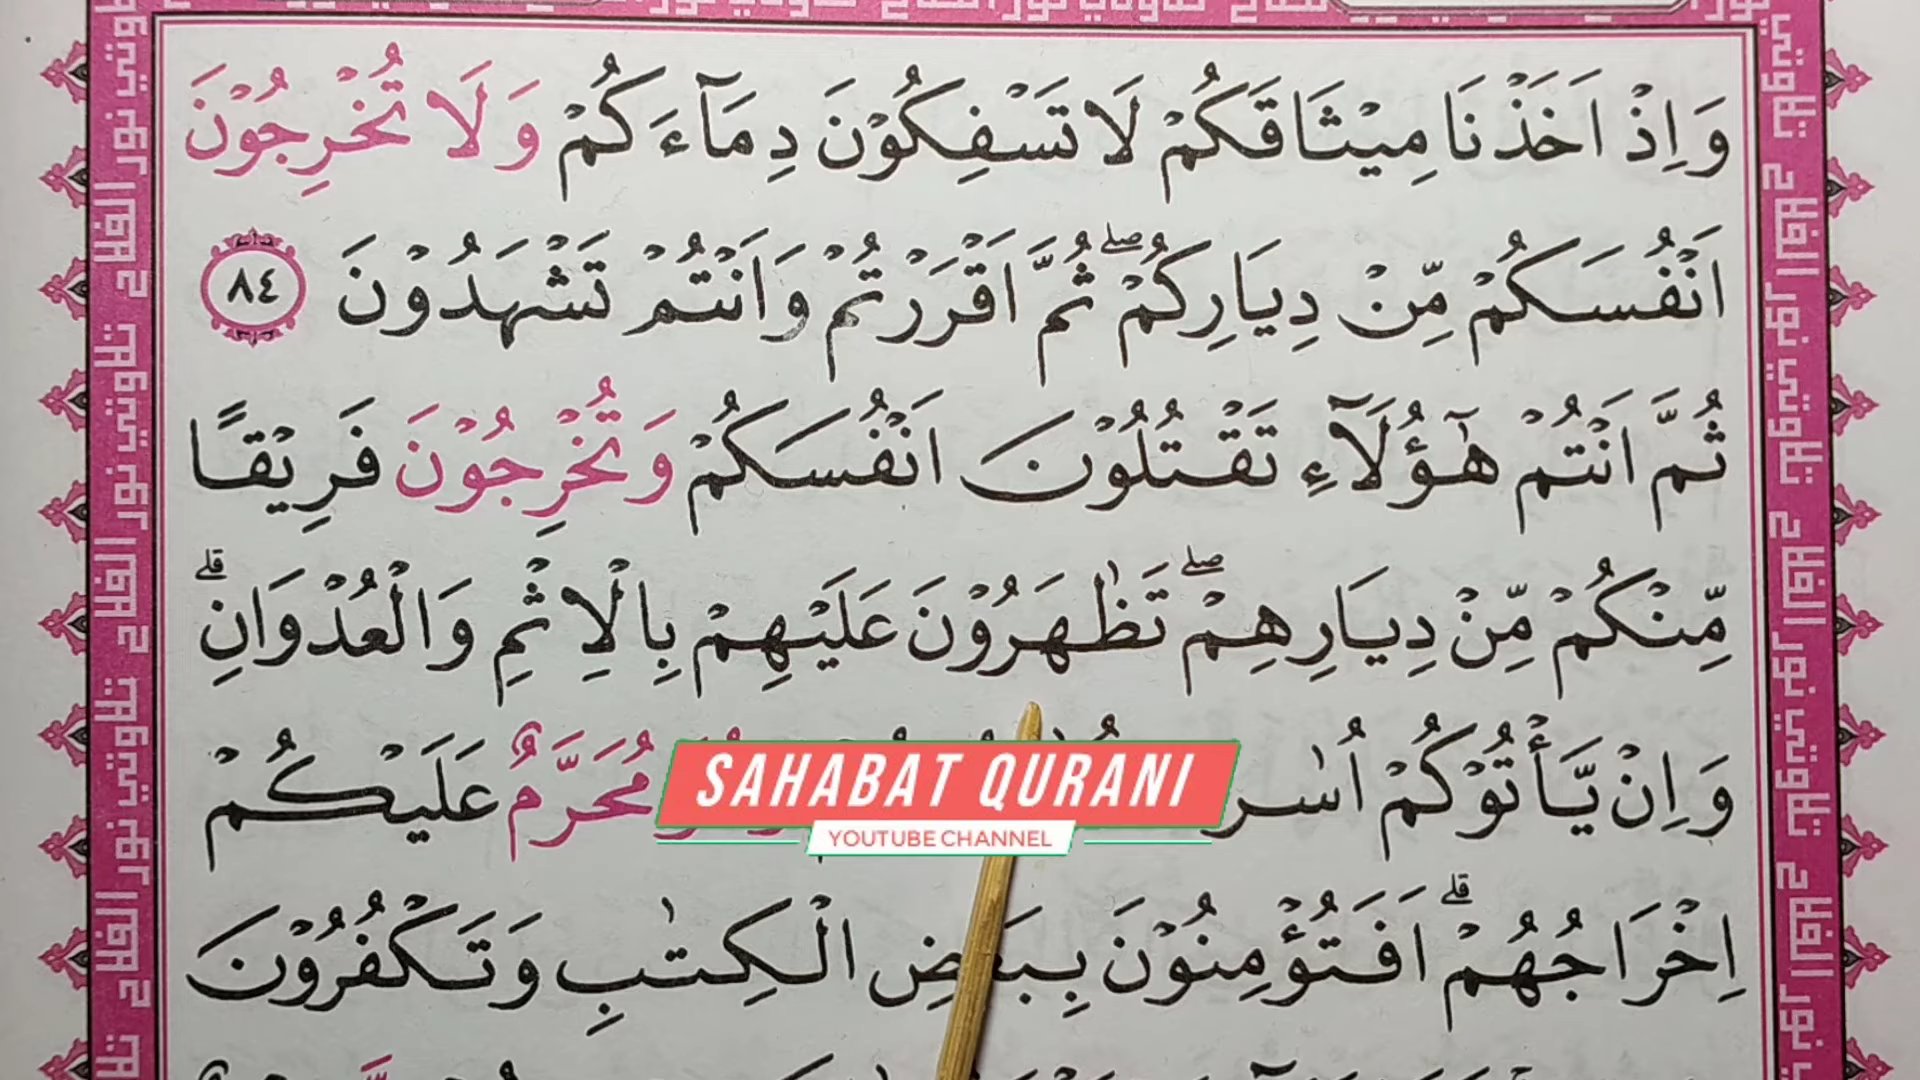 وَاِذْ اَخَذْنَا مِيْثَاقَكُمْ لَا تَسْفِكُوْنَ دِمَآءَكُمْ وَلَا تُخْرِجُوْنَ
اَنْفُسَكُمْ مِّنْ دِيَارِكُمْۖ ثُمَّ اَقْرَرْتُمْ وَاَنْتُمْ تَشْهَدُوْنَ ٨٤
ثُمَّ اَنْتُمْ هٰٓؤُلَآءِ تَقْتُلُوْنَ اَنْفُسَكُمْ وَتُخْرِجُوْنَ فَرِيْقًا
مِّنْكُمْ مِّنْ دِيَارِهِمْۖ تَظٰهَرُوْنَ عَلَيْهِمْ بِالْاِثْمِ وَالْعُدْوَانِۗ
وَاِنْ يَّأْتُوْكُمْ مُحَرَّمٌ عَلَيْكُمْ
SAHABAT QURANI
YOUTUBE CHANNEL
اِخْرَاجُهُمْۗ اَفَتُؤْمِنُوْنَ بِبَعْضِ الْكِتٰبِ وَتَكْفُرُوْنَ